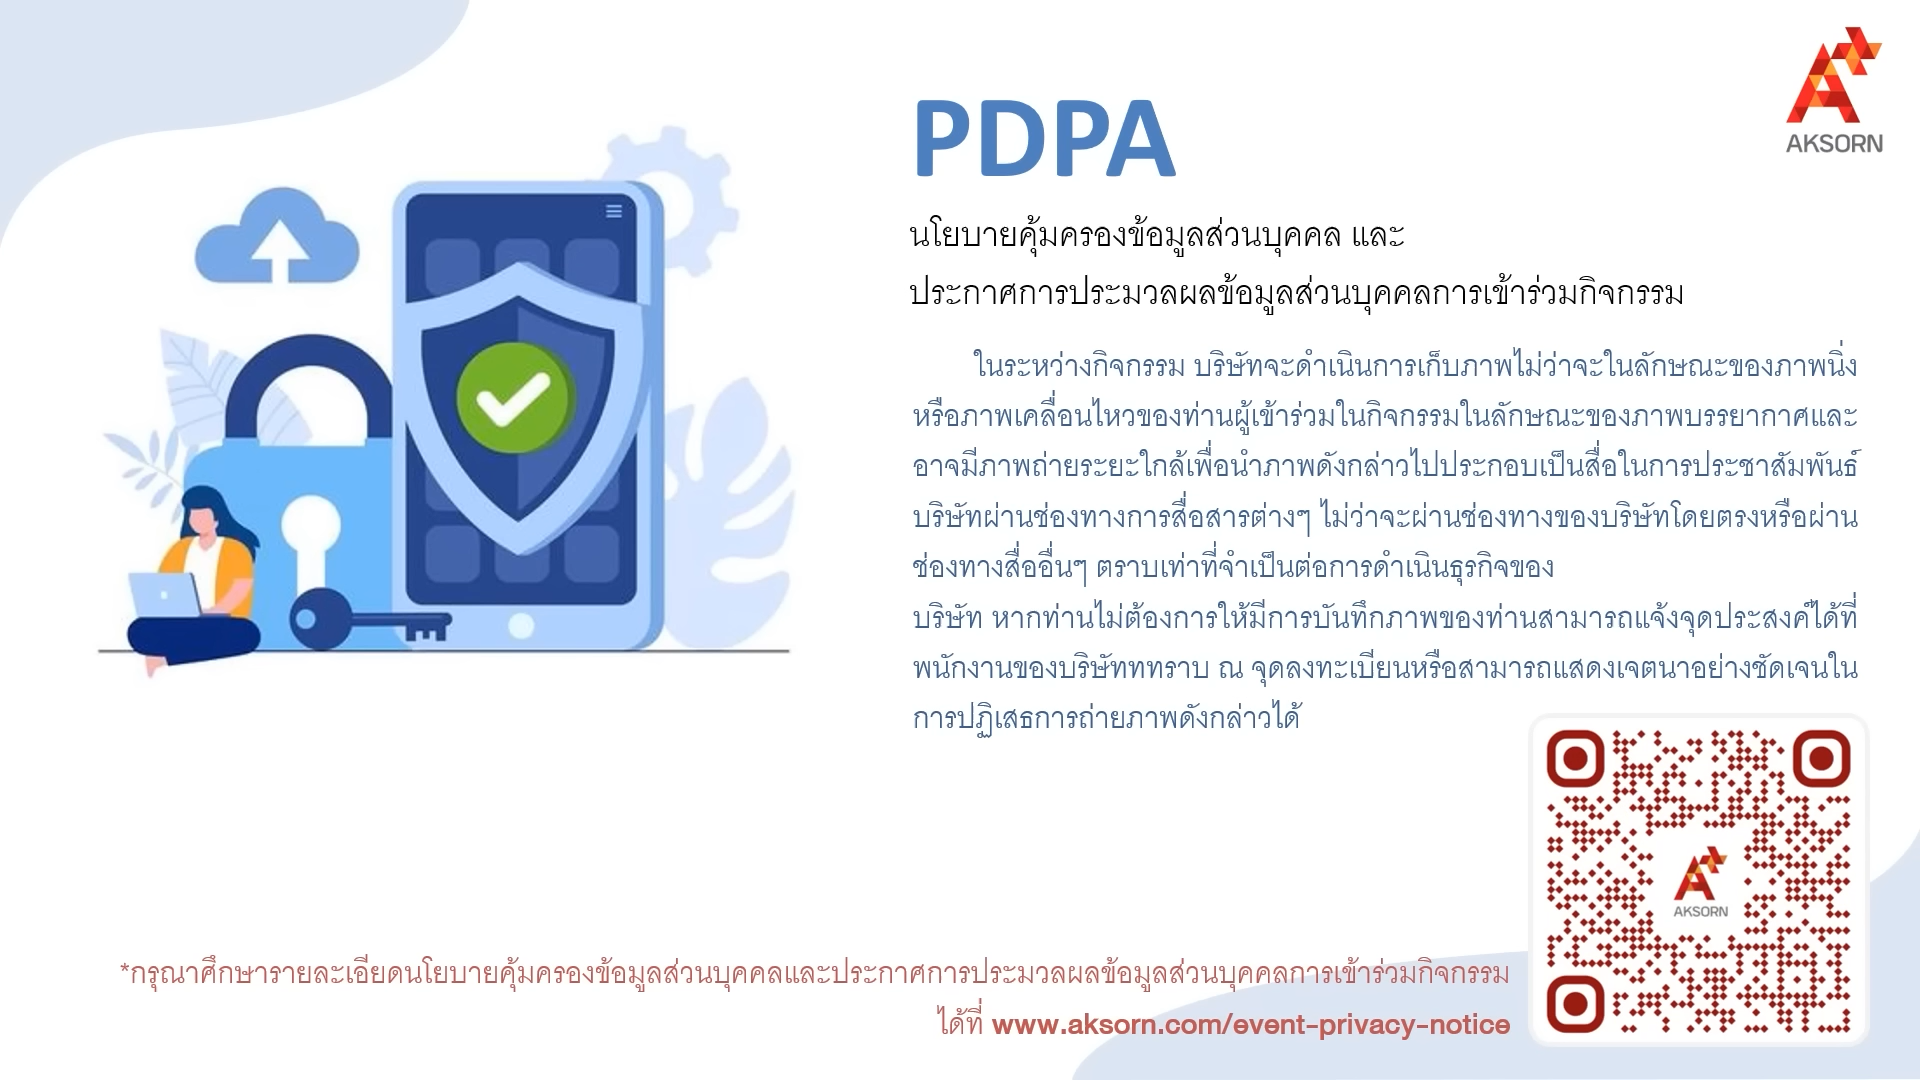 AKSORN
PDPA
นโยบายคุ้มครองข้อมูลส่วนบุคคล และ
ประกาศการประมวลผลข้อมูลส่วนบุคคลการเข้าร่วมกิจกรรม
ในระหว่างกิจกรรม บริษัทจะดำเนินการเก็บภาพไม่ว่าจะในลักษณะของภาพนิ่ง
หรือภาพเคลื่อนไหวของท่านผู้เข้าร่วมในกิจกรรมในลักษณะของภาพบรรยากาศและ
อาจมีภาพถ่ายระยะใกล้เพื่อนำภาพดังกล่าวไปประกอบเป็นสื่อในการประชาสัมพันธ์
บริษัทผ่านช่องทางการสื่อสารต่างๆ ไม่ว่าจะผ่านช่องทางของบริษัทโดยตรงหรือผ่าน
ช่องทางสื่ออื่นๆ ตราบเท่าที่จำเป็นต่อการดำเนินธุรกิจของ
บริษัท หากท่านไม่ต้องการให้มีการบันทึกภาพของท่านสามารถแจ้งจุดประสงค์ได้ที่
พนักงานของบริษัทททราบ ณ จุดลงทะเบียนหรือสามารถแสดงเจตนาอย่างชัดเจนใน
การปฏิเสธการถ่ายภาพดังกล่าวได้
AKSORN
*กรุณาศึกษารายละเอียดนโยบายคุ้มครองข้อมูลส่วนบุคคลและประกาศการประมวลผลข้อมูลส่วนบุคคลการเข้าร่วมกิจกรรม
ได้ที่ www.aksorn.com/event-privacy-notice